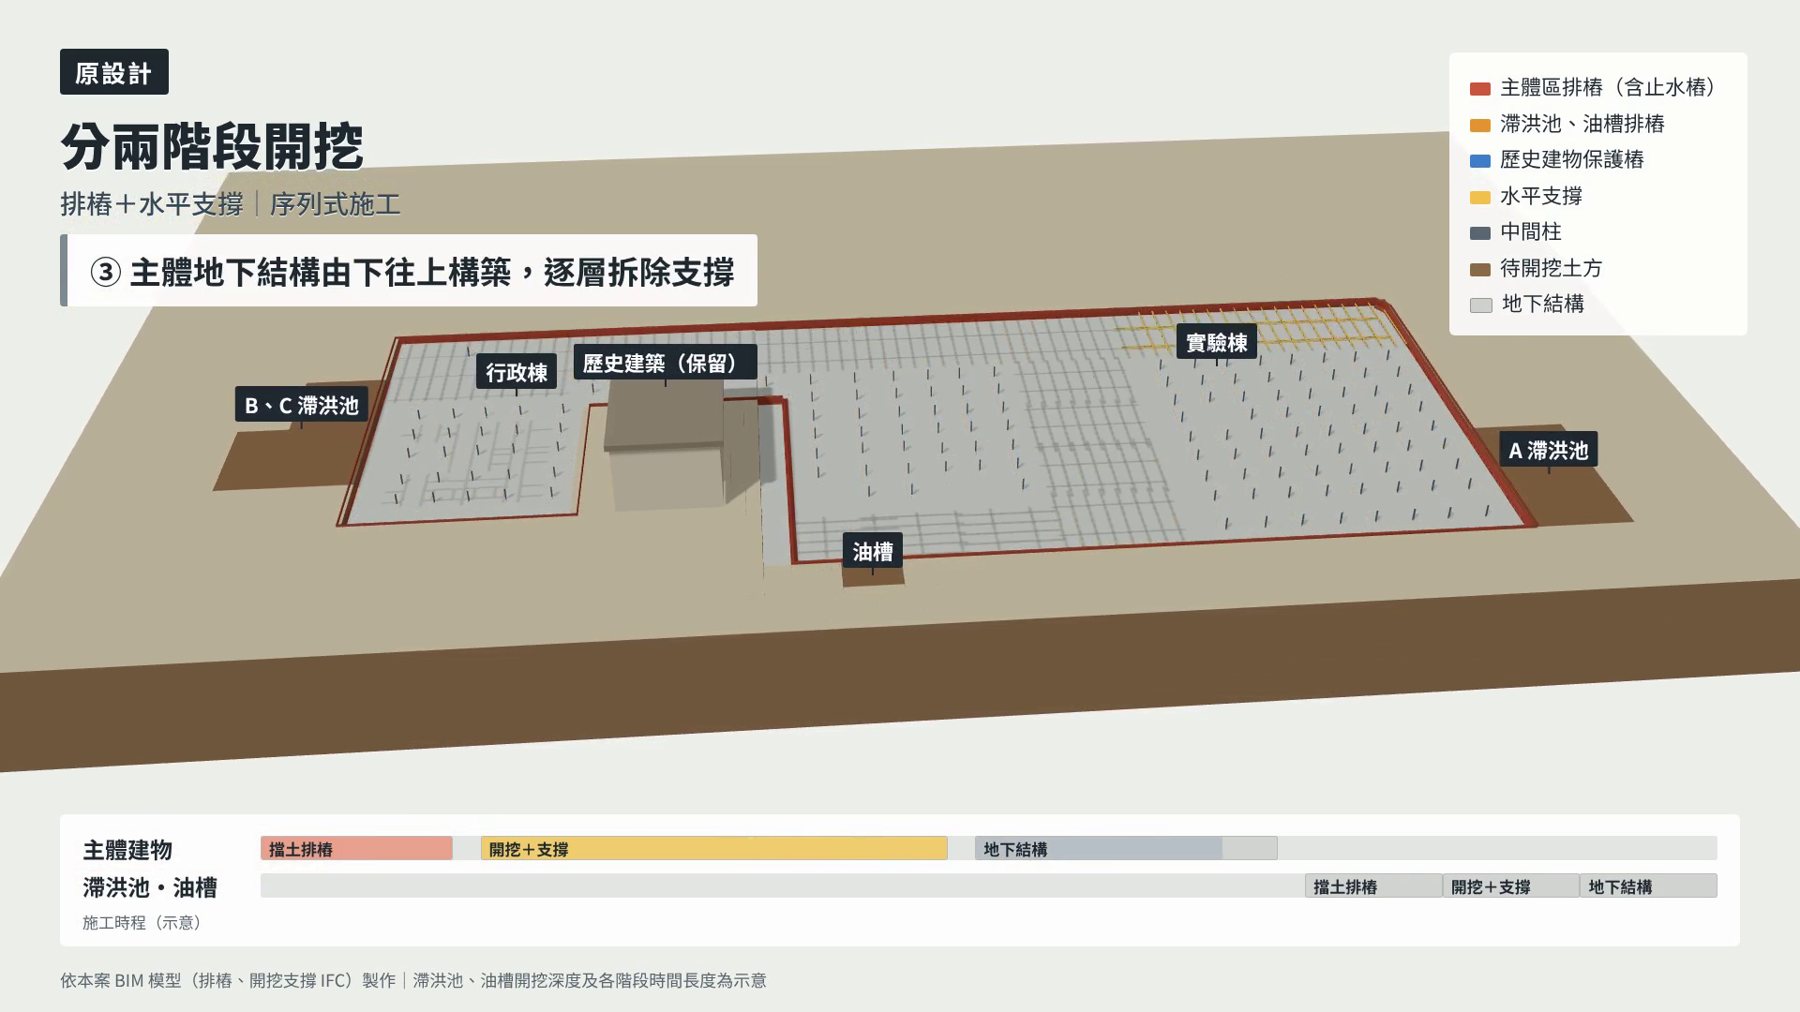 原設計
分兩階段開挖
排樁＋水平支撐｜序列式施工
③ 主體地下結構由下往上構築，逐層拆除支撐
主體區排樁（含止水樁）
滯洪池、油槽排樁
歷史建物保護樁
水平支撐
中間柱
待開挖土方
地下結構
實驗棟
歷史建築（保留）
行政棟
B、C 滯洪池
A 滯洪池
油槽
主體建物
擋土排樁
開挖＋支撐
地下結構
滯洪池・油槽
擋土排樁
開挖＋支撐
地下結構
施工時程（示意）
依本案 BIM 模型（排樁、開挖支撐 IFC）製作｜滯洪池、油槽開挖深度及各階段時間長度為示意